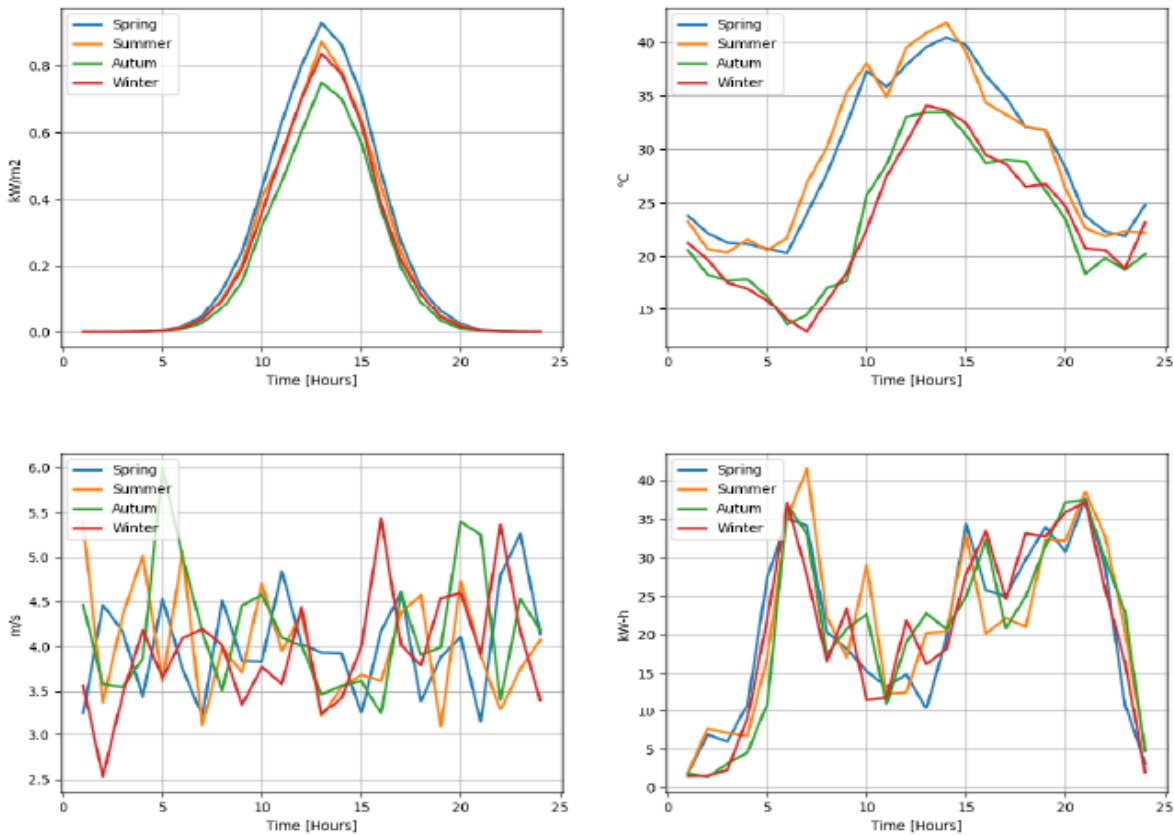 Spring
Summer
Autum
Winter
kW/m2
0.8
0.6
0.4
0.2
0.0
0 5 10 15 20 25
Time [Hours]
Spring
Summer
Autum
Winter
°C
40
35
30
25
20
15
0 5 10 15 20 25
Time [Hours]
Spring
Summer
Autum
Winter
m/s
6.0
5.5
5.0
4.5
4.0
3.5
3.0
2.5
0 5 10 15 20 25
Time [Hours]
Spring
Summer
Autum
Winter
kW-h
40
35
30
25
20
15
10
5
0
0 5 10 15 20 25
Time [Hours]